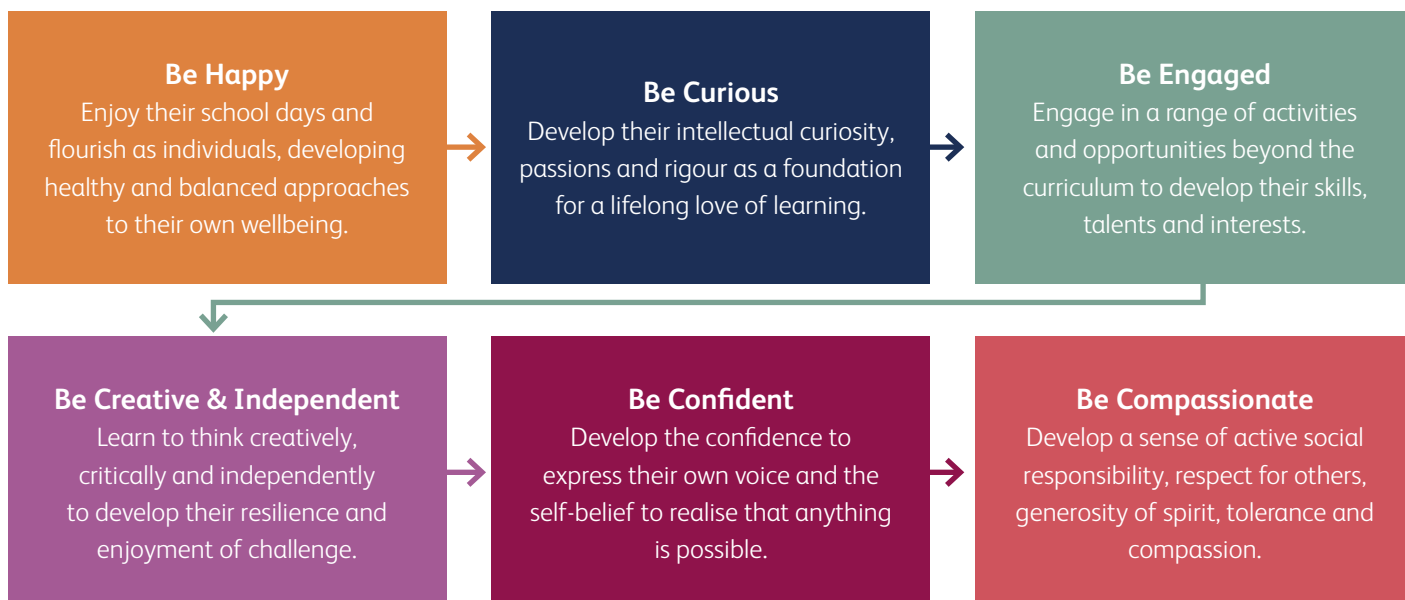 Be Happy
Enjoy their school days and
flourish as individuals, developing
healthy and balanced approaches
to their own wellbeing.
Be Curious
Develop their intellectual curiosity,
passions and rigour as a foundation
for a lifelong love of learning.
Be Engaged
Engage in a range of activities
and opportunities beyond the
curriculum to develop their skills,
talents and interests.
Be Creative & Independent
Learn to think creatively,
critically and independently
to develop their resilience and
enjoyment of challenge.
Be Confident
Develop the confidence to
express their own voice and the
self-belief to realise that anything
is possible.
Be Compassionate
Develop a sense of active social
responsibility, respect for others,
generosity of spirit, tolerance and
compassion.